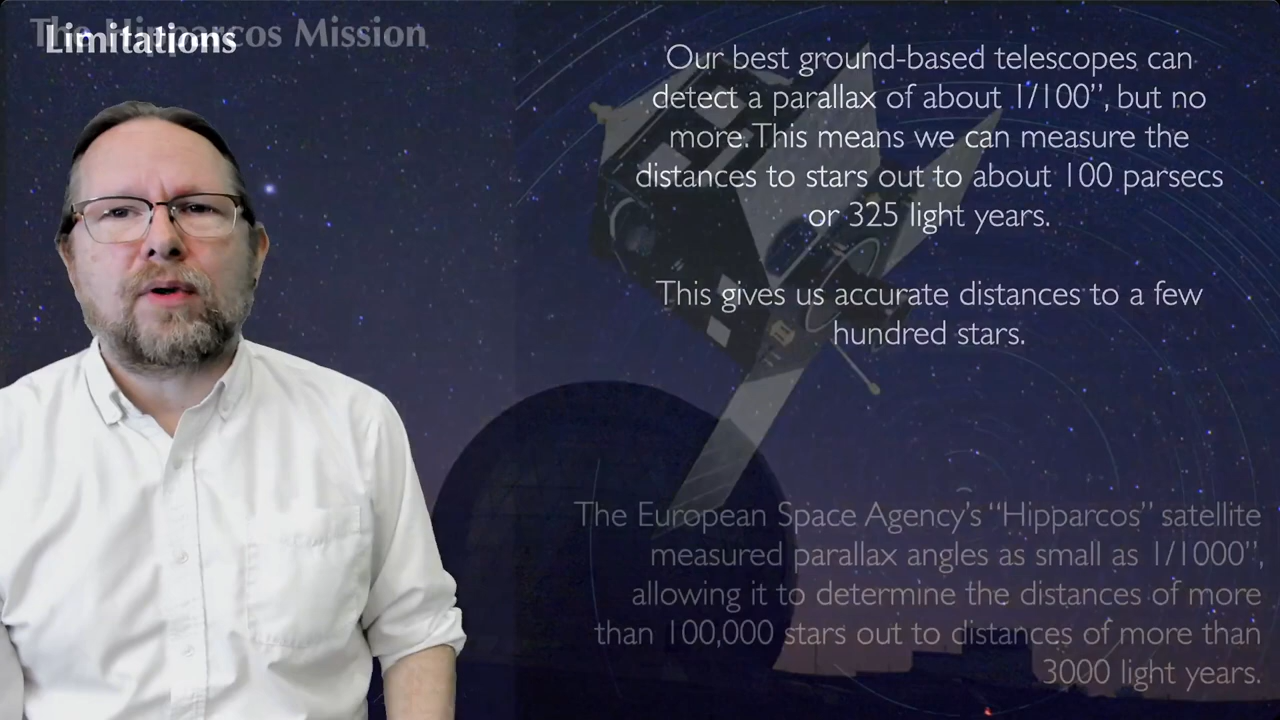 The Hipparcos Mission
Limitations
Our best ground-based telescopes can
detect a parallax of about 1/100”, but no
more. This means we can measure the
distances to stars out to about 100 parsecs
or 325 light years.
This gives us accurate distances to a few
hundred stars.
The European Space Agency’s “Hipparcos” satellite
measured parallax angles as small as 1/1000”,
allowing it to determine the distances of more
than 100,000 stars out to distances of more than
3000 light years.